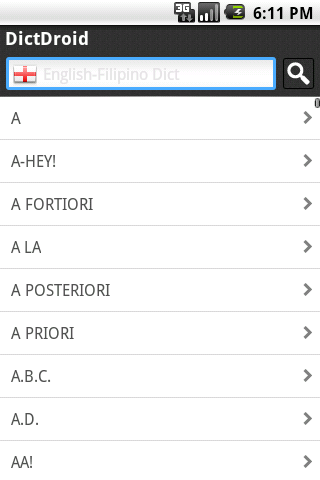 3G 6:11 PM
DictDroid
English-Filipino Dict
A
A-HEY!
A FORTIORI
A LA
A POSTERIORI
A PRIORI
A.B.C.
A.D.
AA!